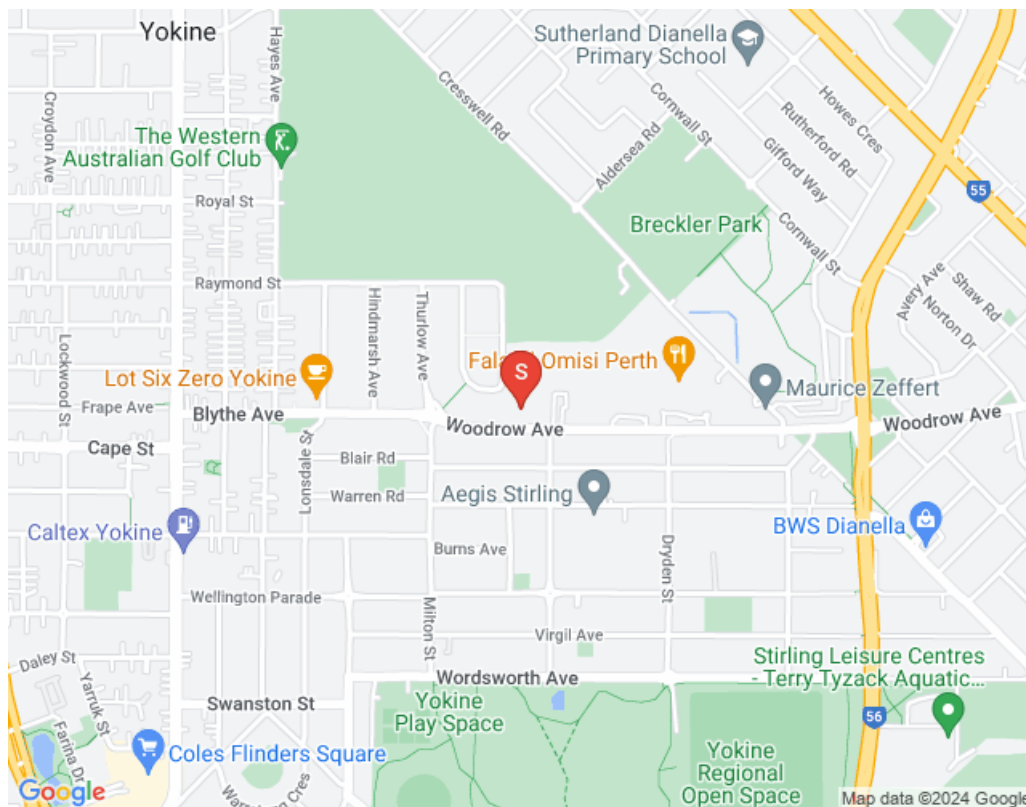 Yokine
Hayes Ave
Croydon Ave
The Western
Australian Golf Club
Royal St
Raymond St
Cresswell Rd
Aldersea Rd
Sutherland Dianella
Primary School
Cornwall St
Howes Cres
Rutherford Rd
Gifford Way
Cornwall St
55
Breckler Park
Avery Ave
Shaw Rd
Norton Dr
Lockwood St
Hindmarsh Ave
Thurlow Ave
Lot Six Zero Yokine
Frape Ave
Blythe Ave
Omisi Perth
S
Maurice Zeffert
Woodrow Ave
Woodrow Ave
Cape St
Lonsdale St
Blair Rd
Warren Rd
Aegis Stirling
BWS Dianella
Caltex Yokine
Burns Ave
Dryden St
Wellington Parade
Milton St
Virgil Ave
Daley St
Yarruk St
Farina Dr
Swanston St
Wordsworth Ave
Yokine
Play Space
Stirling Leisure Centres
- Terry Tyzack Aquatic...
56
Coles Flinders Square
Yokine
Regional
Open Space
Google
Map data ©2024 Google